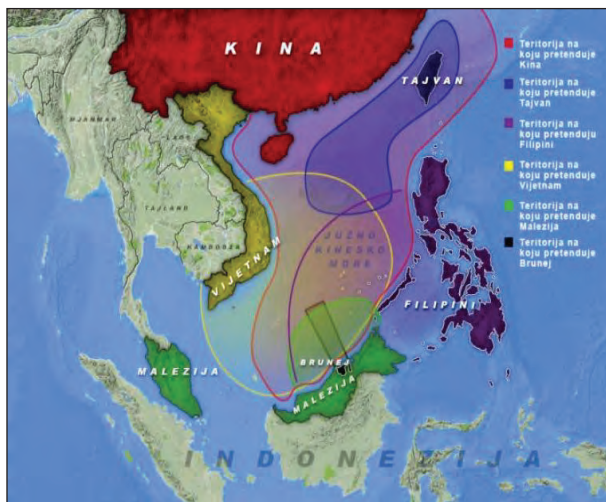 KINA
TAJVAN
MJANMAR
LAOS
TAJLAND
KAMBODŽA
VIJETNAM
JUŽNO
KINESKO
MORE
FILIPINI
BRUNEJ
MALEZIJA
MALEZIJA
INDONEZIJA
Teritorija na
koju pretenduje
Kina
Teritorija na
koju pretenduje
Tajvan
Teritorija na
koju pretenduju
Filipini
Teritorija na
koju pretenduje
Vijetnam
Teritorija na
koju pretenduje
Malezija
Teritorija na
koju pretenduje
Brunej